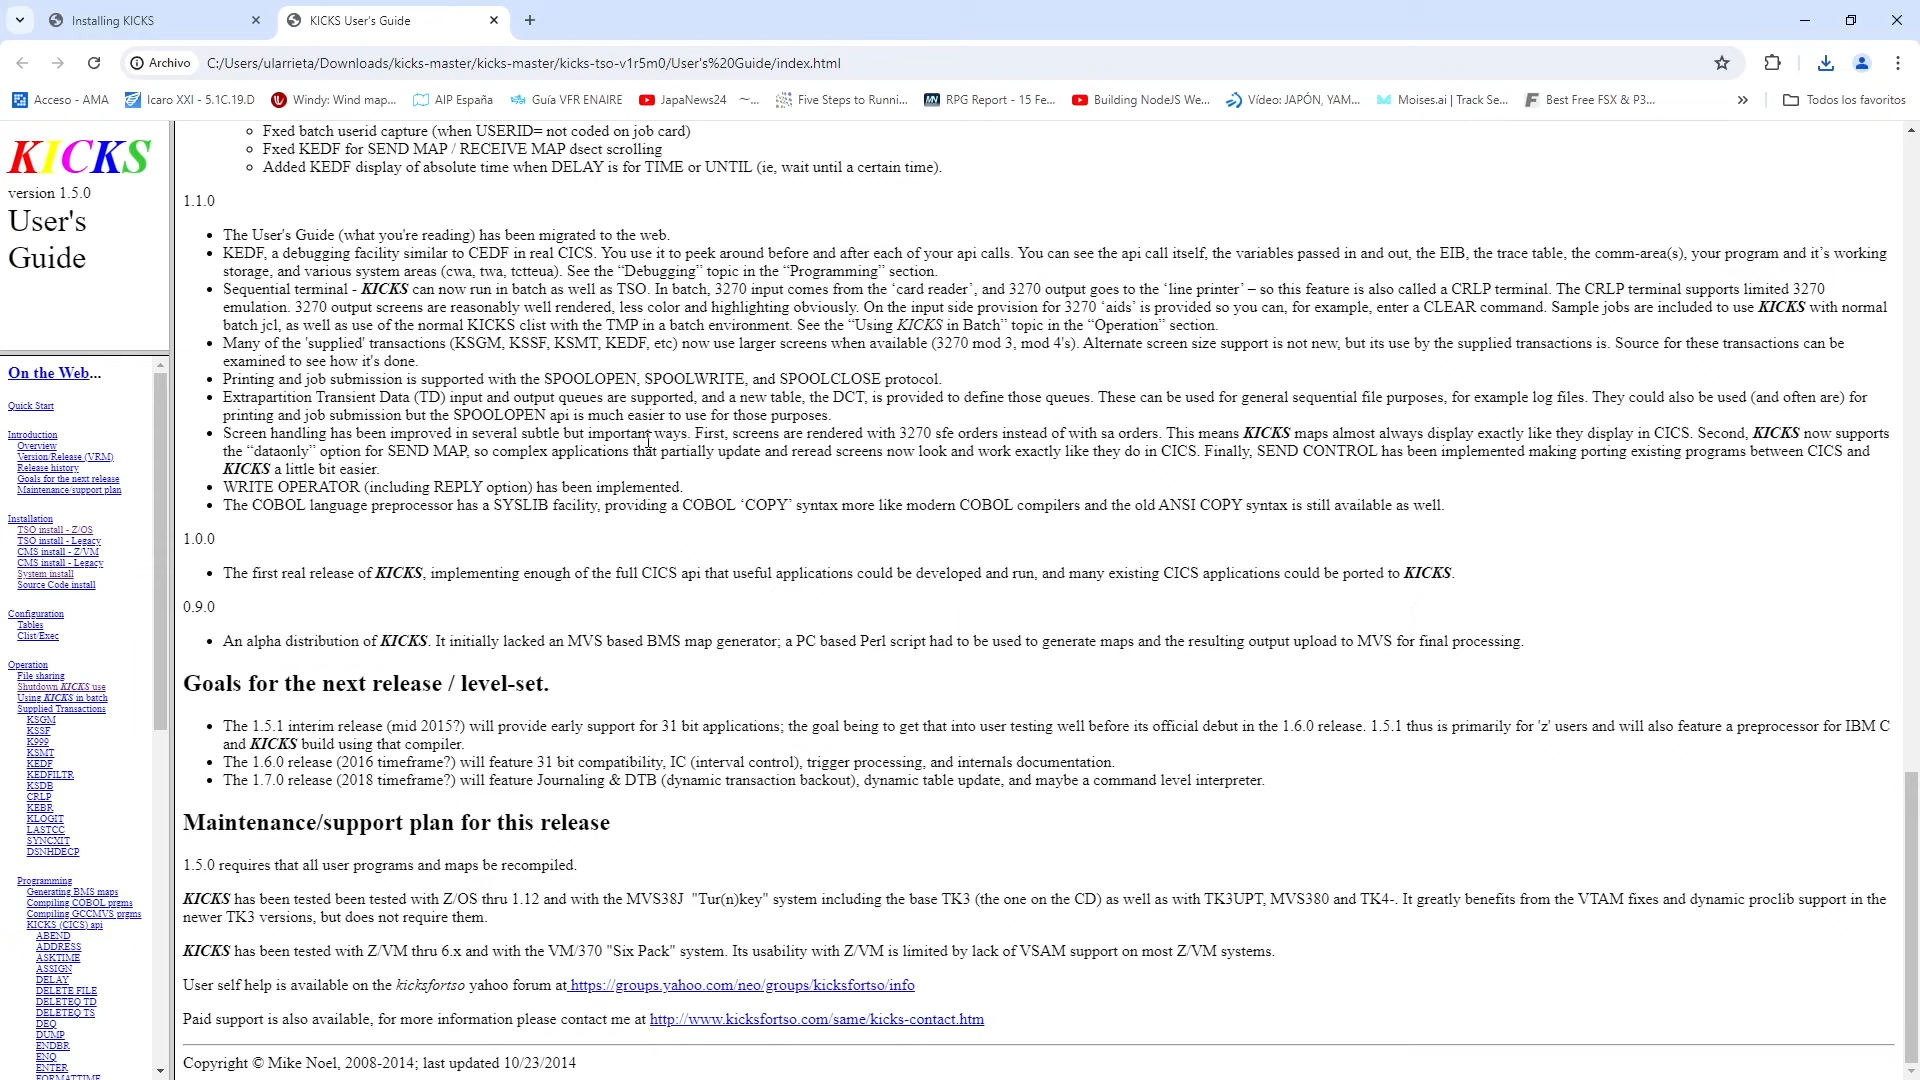 Installing KICKS
KICKS User's Guide
Archivo
C:/Users/ularrieta/Downloads/kicks-master/kicks-master/kicks-tso-v1r5m0/User's%20Guide/index.html
Acceso - AMA
Icaro XXI - 5.1C.19.D
Windy: Wind map...
AIP España
Guía VFR ENAIRE
JapaNews24 ~...
Five Steps to Runni...
RPG Report - 15 Fe...
Building NodeJS We...
Vídeo: JAPÓN, YAM...
Moises.ai | Track Se...
Best Free FSX & P3...
»
Todos los favoritos
KICKS
version 1.5.0
User's
Guide
On the Web...
Quick Start
Introduction
Overview
Version/Release (VRM)
Release history
Goals for the next release
Maintenance/support plan
Installation
TSO install - Z/OS
TSO install - Legacy
CMS install - Z/VM
CMS install - Legacy
System install
Source Code install
Configuration
Tables
Clist/Exec
Operation
File sharing
Shutdown KICKS use
Using KICKS in batch
Supplied Transactions
KSGM
KSSF
K999
KSMT
KEDF
KEDFILTR
KSDB
CRLP
KEBR
KLOGIT
LASTCC
SYNCXIT
DSNHDECP
Programming
Generating BMS maps
Compiling COBOL prgms
Compiling GCCMVS prgms
KICKS (CICS) api
ABEND
ADDRESS
ASKTIME
ASSIGN
DELAY
DELETE FILE
DELETEQ TD
DELETEQ TS
DEQ
DUMP
ENDBR
ENQ
ENTER
FORMATTIME
Fxed batch userid capture (when USERID= not coded on job card)
Fxed KEDF for SEND MAP / RECEIVE MAP dsect scrolling
Added KEDF display of absolute time when DELAY is for TIME or UNTIL (ie, wait until a certain time).
1.1.0
The User's Guide (what you're reading) has been migrated to the web.
KEDF, a debugging facility similar to CEDF in real CICS. You use it to peek around before and after each of your api calls. You can see the api call itself, the variables passed in and out, the EIB, the trace table, the comm-area(s), your program and it’s working
storage, and various system areas (cwa, twa, tctteua). See the “Debugging” topic in the “Programming” section.
Sequential terminal - KICKS can now run in batch as well as TSO. In batch, 3270 input comes from the ‘card reader’, and 3270 output goes to the ‘line printer’ – so this feature is also called a CRLP terminal. The CRLP terminal supports limited 3270
emulation. 3270 output screens are reasonably well rendered, less color and highlighting obviously. On the input side provision for 3270 ‘aids’ is provided so you can, for example, enter a CLEAR command. Sample jobs are included to use KICKS with normal
batch jcl, as well as use of the normal KICKS clist with the TMP in a batch environment. See the “Using KICKS in Batch” topic in the “Operation” section.
Many of the 'supplied' transactions (KSGM, KSSF, KSMT, KEDF, etc) now use larger screens when available (3270 mod 3, mod 4's). Alternate screen size support is not new, but its use by the supplied transactions is. Source for these transactions can be
examined to see how it's done.
Printing and job submission is supported with the SPOOLOPEN, SPOOLWRITE, and SPOOLCLOSE protocol.
Extrapartition Transient Data (TD) input and output queues are supported, and a new table, the DCT, is provided to define those queues. These can be used for general sequential file purposes, for example log files. They could also be used (and often are) for
printing and job submission but the SPOOLOPEN api is much easier to use for those purposes.
Screen handling has been improved in several subtle but important ways. First, screens are rendered with 3270 sfe orders instead of with sa orders. This means KICKS maps almost always display exactly like they display in CICS. Second, KICKS now supports
the “dataonly” option for SEND MAP, so complex applications that partially update and reread screens now look and work exactly like they do in CICS. Finally, SEND CONTROL has been implemented making porting existing programs between CICS and
KICKS a little bit easier.
WRITE OPERATOR (including REPLY option) has been implemented.
The COBOL language preprocessor has a SYSLIB facility, providing a COBOL ‘COPY’ syntax more like modern COBOL compilers and the old ANSI COPY syntax is still available as well.
1.0.0
The first real release of KICKS, implementing enough of the full CICS api that useful applications could be developed and run, and many existing CICS applications could be ported to KICKS.
0.9.0
An alpha distribution of KICKS. It initially lacked an MVS based BMS map generator; a PC based Perl script had to be used to generate maps and the resulting output upload to MVS for final processing.
Goals for the next release / level-set.
The 1.5.1 interim release (mid 2015?) will provide early support for 31 bit applications; the goal being to get that into user testing well before its official debut in the 1.6.0 release. 1.5.1 thus is primarily for 'z' users and will also feature a preprocessor for IBM C
and KICKS build using that compiler.
The 1.6.0 release (2016 timeframe?) will feature 31 bit compatibility, IC (interval control), trigger processing, and internals documentation.
The 1.7.0 release (2018 timeframe?) will feature Journaling & DTB (dynamic transaction backout), dynamic table update, and maybe a command level interpreter.
Maintenance/support plan for this release
1.5.0 requires that all user programs and maps be recompiled.
KICKS has been tested been tested with Z/OS thru 1.12 and with the MVS38J "Tur(n)key" system including the base TK3 (the one on the CD) as well as with TK3UPT, MVS380 and TK4-. It greatly benefits from the VTAM fixes and dynamic proclib support in the
newer TK3 versions, but does not require them.
KICKS has been tested with Z/VM thru 6.x and with the VM/370 "Six Pack" system. Its usability with Z/VM is limited by lack of VSAM support on most Z/VM systems.
User self help is available on the kicksfortso yahoo forum at https://groups.yahoo.com/neo/groups/kicksfortso/info
Paid support is also available, for more information please contact me at http://www.kicksfortso.com/same/kicks-contact.htm
Copyright © Mike Noel, 2008-2014; last updated 10/23/2014